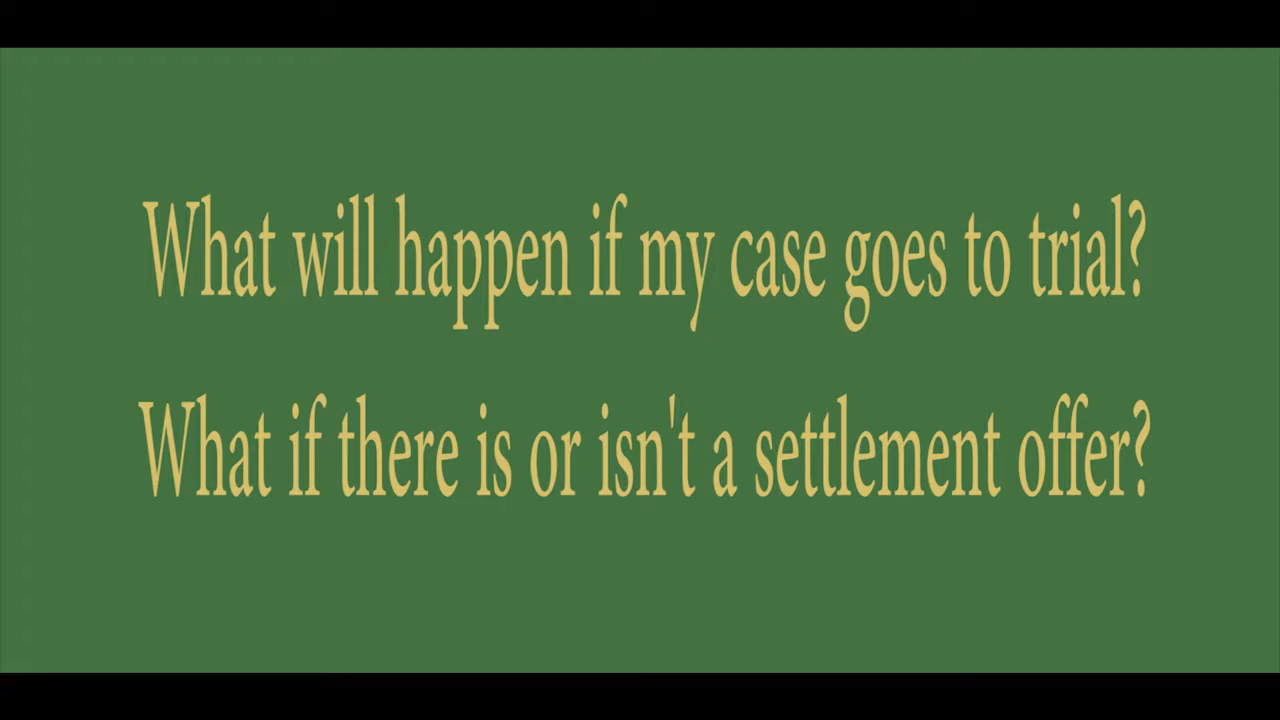 What will happen if my case goes to trial?
What if there is or isn't a settlement offer?